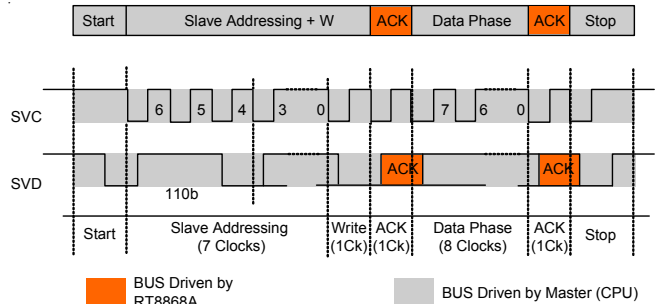 Start Slave Addressing + W ACK Data Phase ACK Stop
SVC 6 5 4 3 0 7 6 0
SVD ACK ACK
110b
Start Slave Addressing (7 Clocks) Write (1Ck) ACK (1Ck) Data Phase (8 Clocks) ACK (1Ck) Stop
BUS Driven by RT8868A
BUS Driven by Master (CPU)